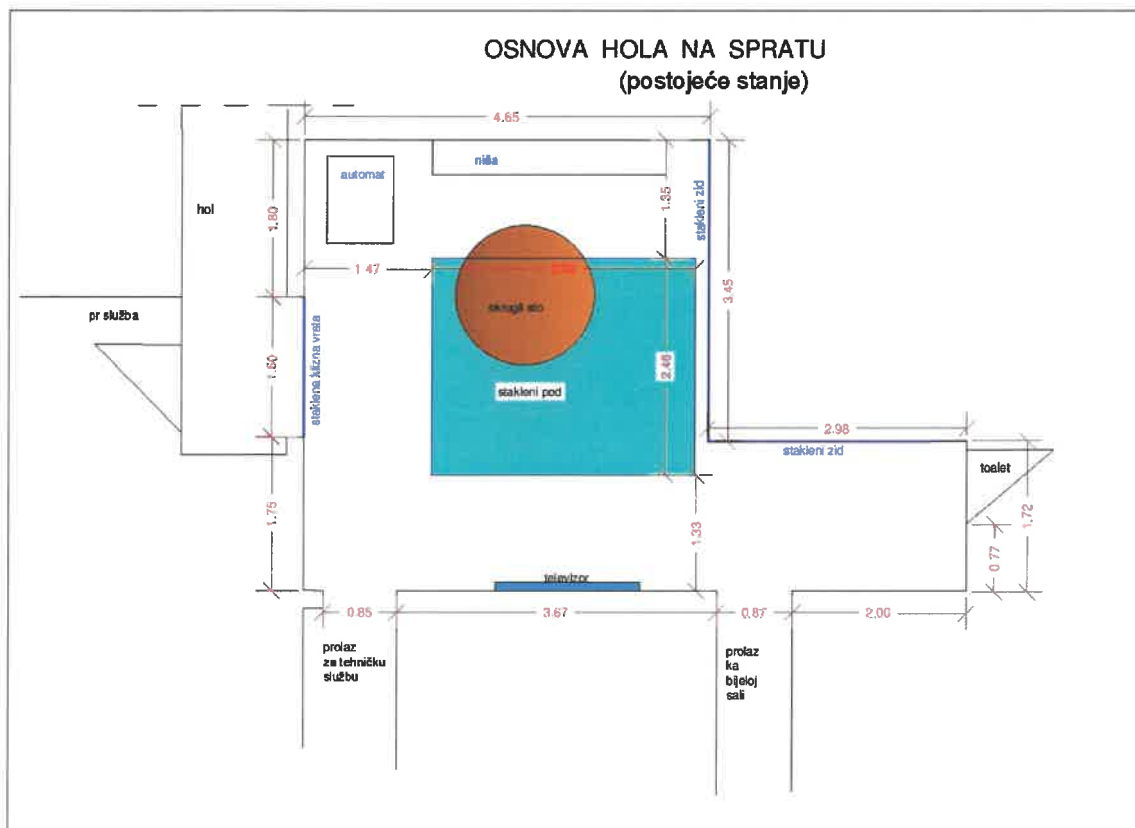 OSNOVA HOLA NA SPRATU
(postojeće stanje)
4.65
niša
automat
hol
1.80
1.35
stakleni zid
3.45
1.47
okrugli sto
pr služba
1.60
staklena klizna vrata
2.46
stakleni pod
2.98
stakleni zid
toalet
1.75
1.33
1.72
0.77
televizor
0.85
3.67
0.87
2.00
prolaz
za tehničku
službu
prolaz
ka
bijeloj
sali